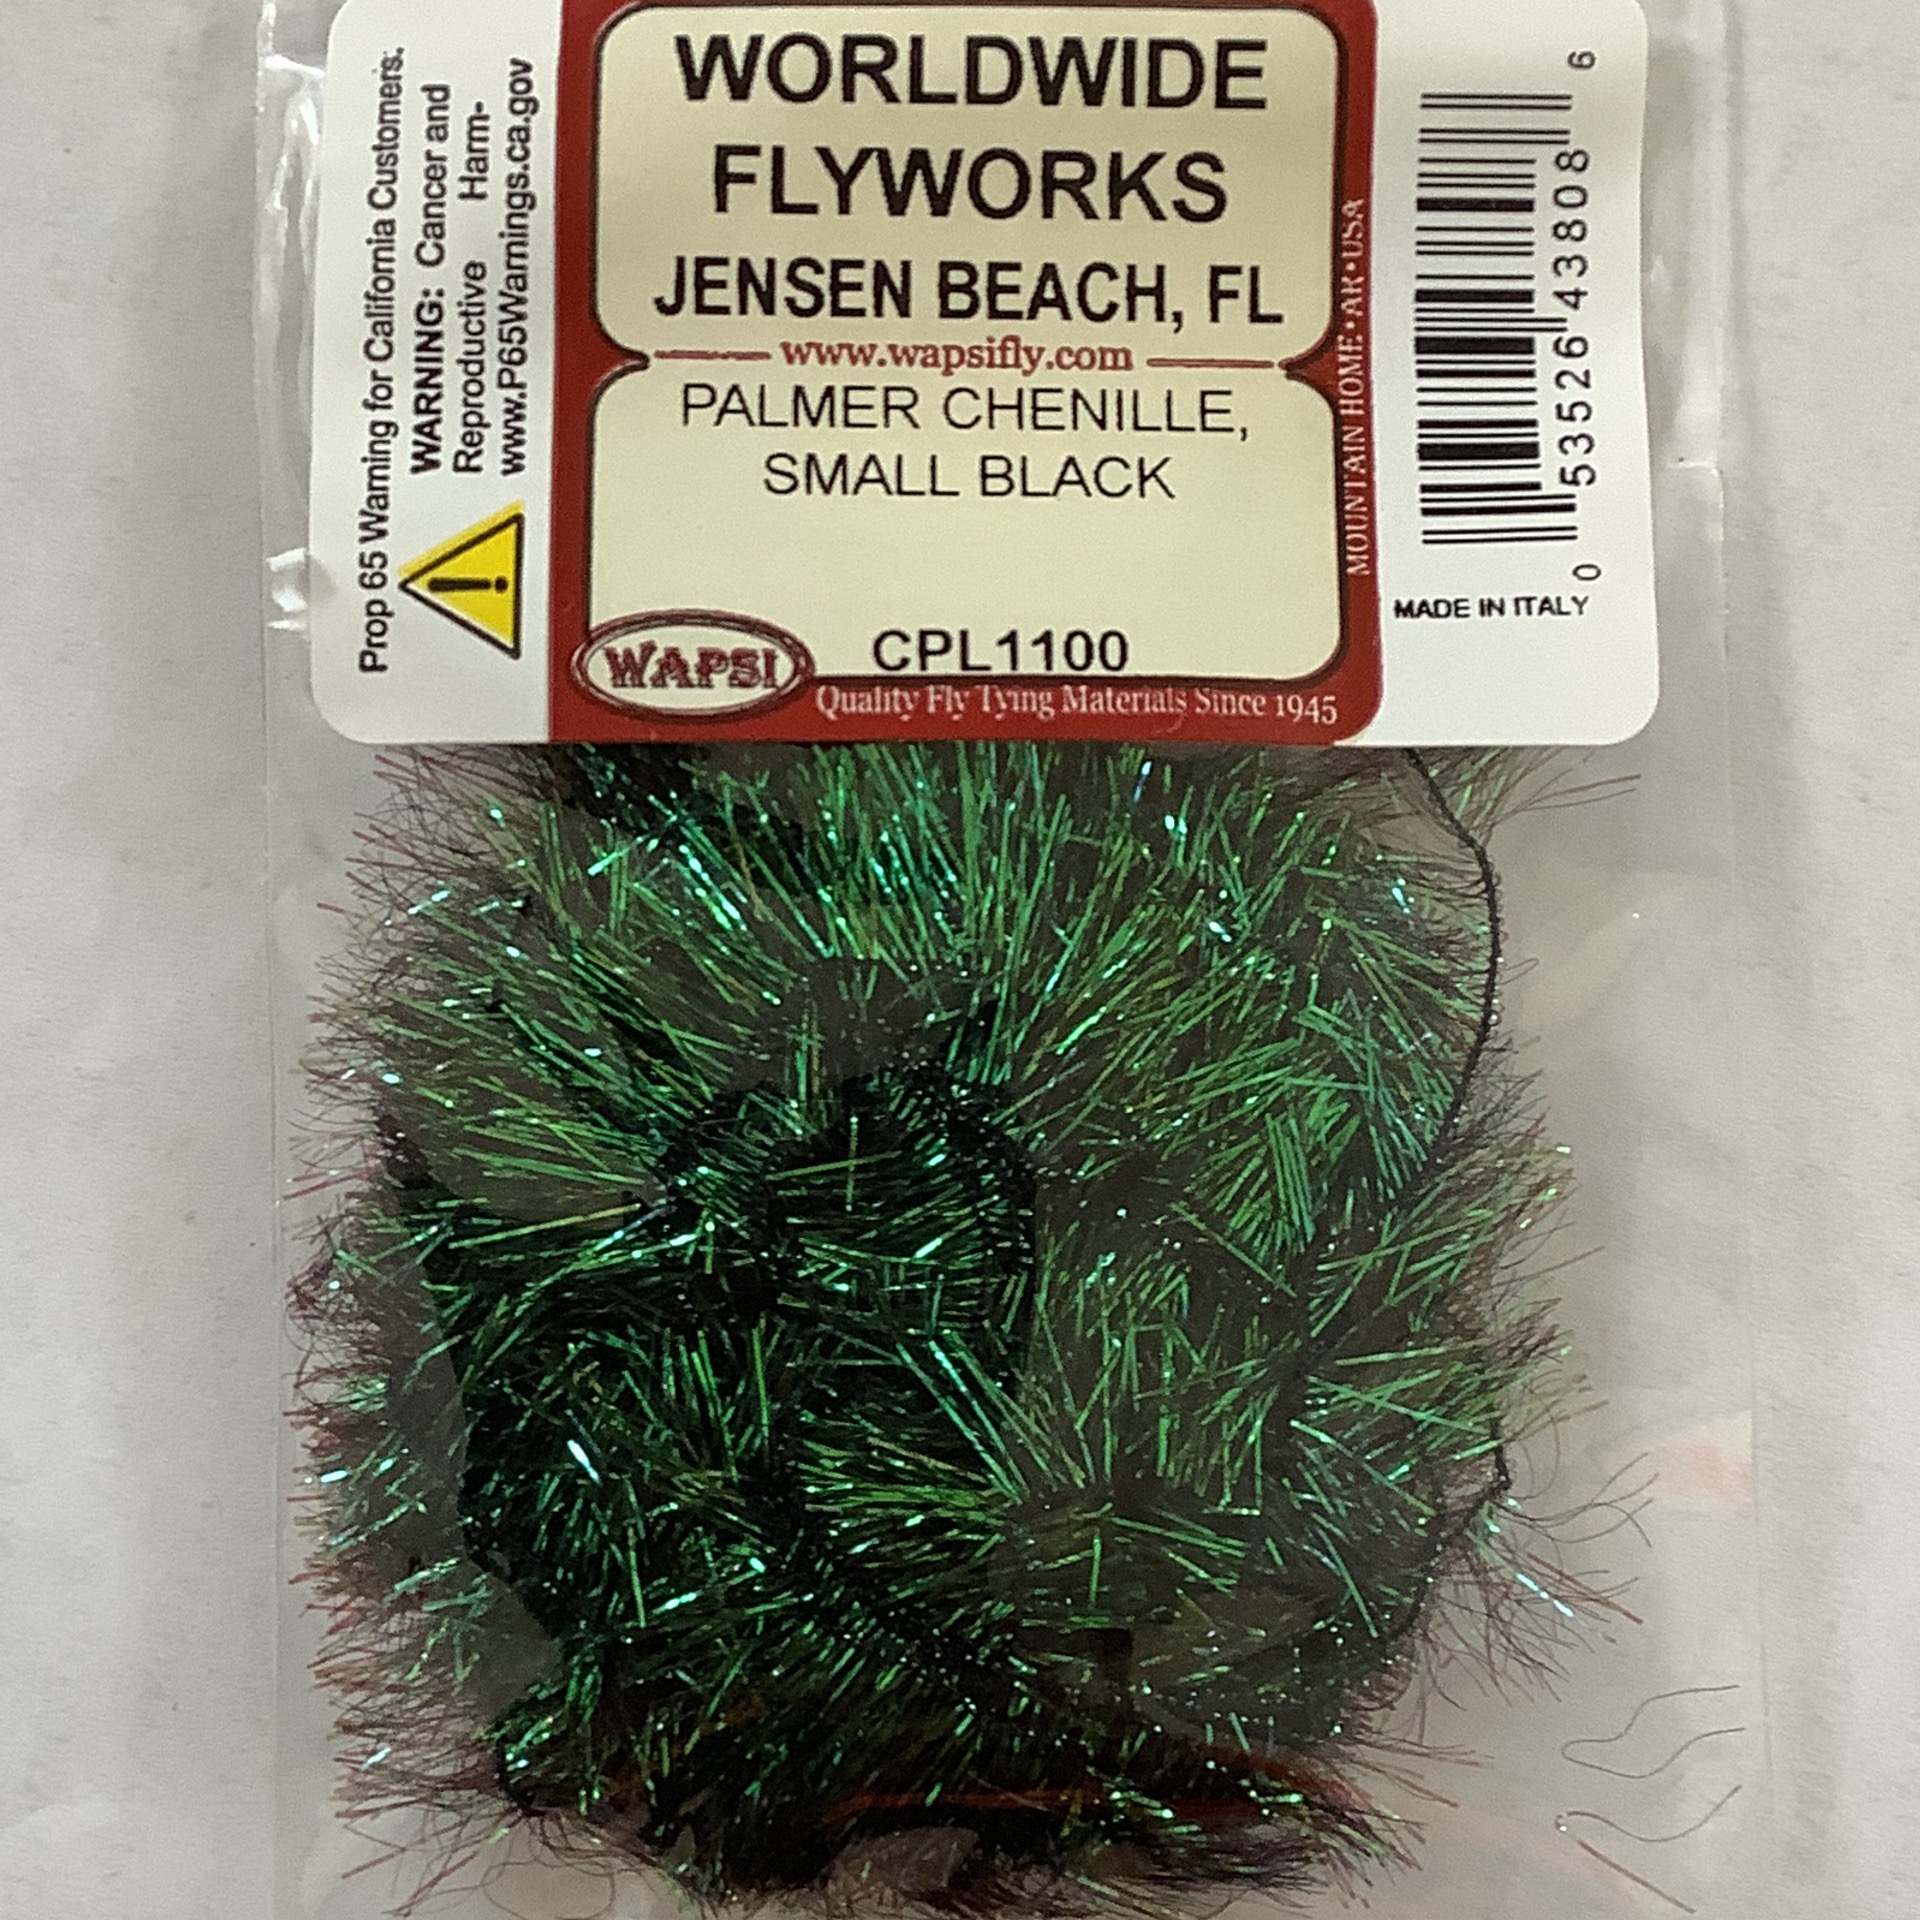 Prop 65 Warning for California Customers.
WARNING: Cancer and
Reproductive Harm-
www.P65Warnings.ca.gov
WORLDWIDE
FLYWORKS
JENSEN BEACH, FL
www.wapsifly.com
PALMER CHENILLE,
SMALL BLACK
CPL1100
WAPSI
Quality Fly Tying Materials Since 1945
MOUNTAIN HOME•AR•USA
0 53526 43808 6
MADE IN ITALY